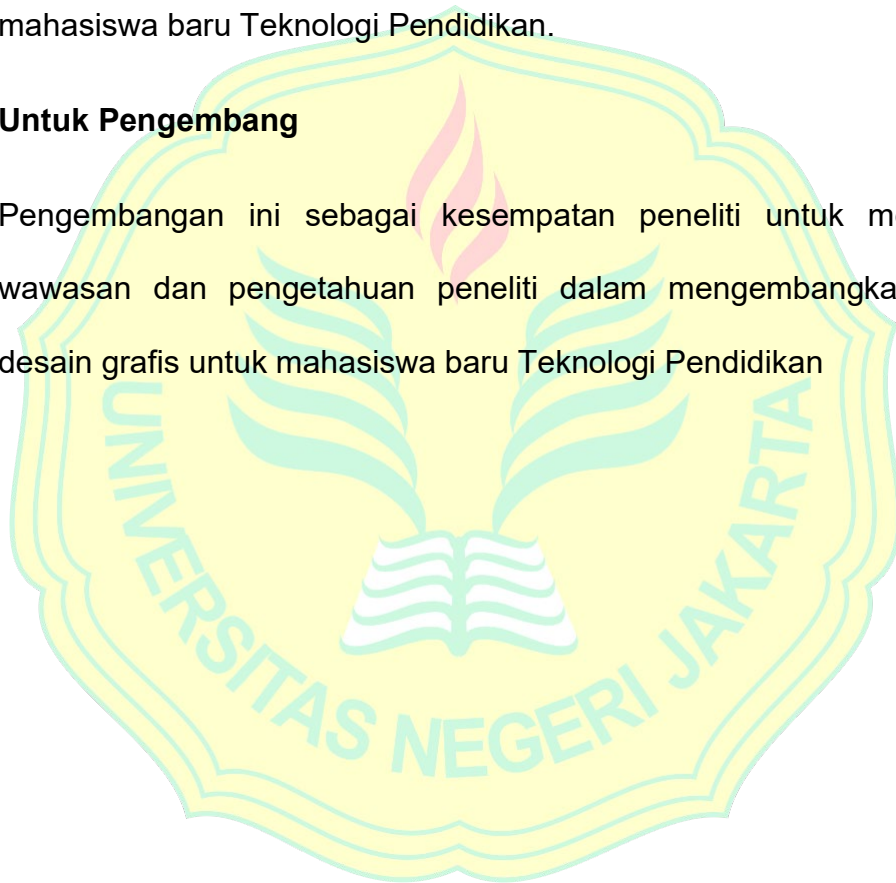 mahasiswa baru Teknologi Pendidikan.
Untuk Pengembang
Pengembangan ini sebagai kesempatan peneliti untuk
wawasan dan pengetahuan peneliti dalam
desain grafis untuk mahasiswa baru Teknologi Pendidikan
UNIVERSITAS NEGERI JAKARTA